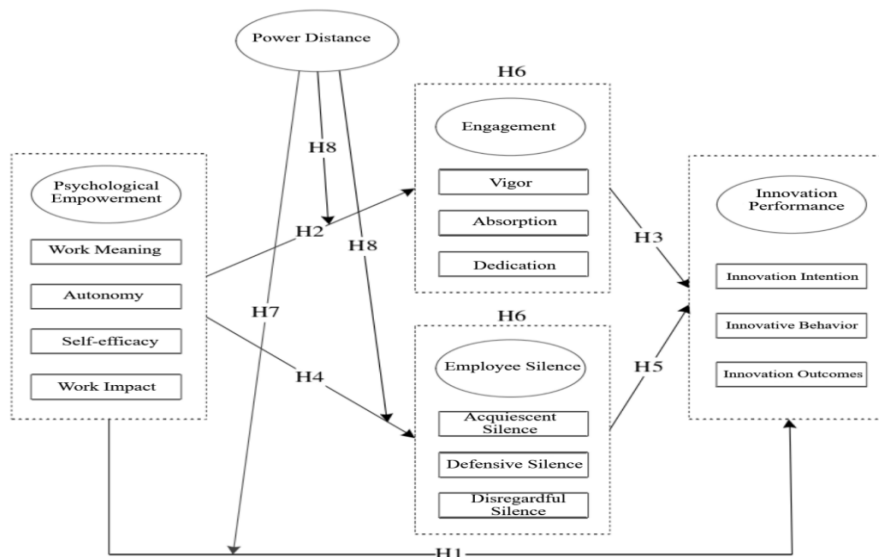 Power Distance
H6
Engagement
Vigor
Absorption
Dedication
H8
H2
H8
H3
Psychological
Empowerment
Work Meaning
Autonomy
Self-efficacy
Work Impact
H7
H4
H6
Employee Silence
Acquiescent
Silence
Defensive Silence
Disregardful
Silence
H5
Innovation
Performance
Innovation Intention
Innovative Behavior
Innovation Outcomes
H1